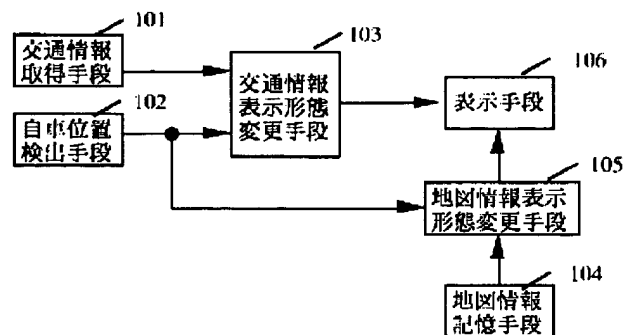 101
交通情報
取得手段
102
自車位置
検出手段
103
交通情報
表示形態
変更手段
106
表示手段
105
地図情報表示
形態変更手段
104
地図情報
記憶手段